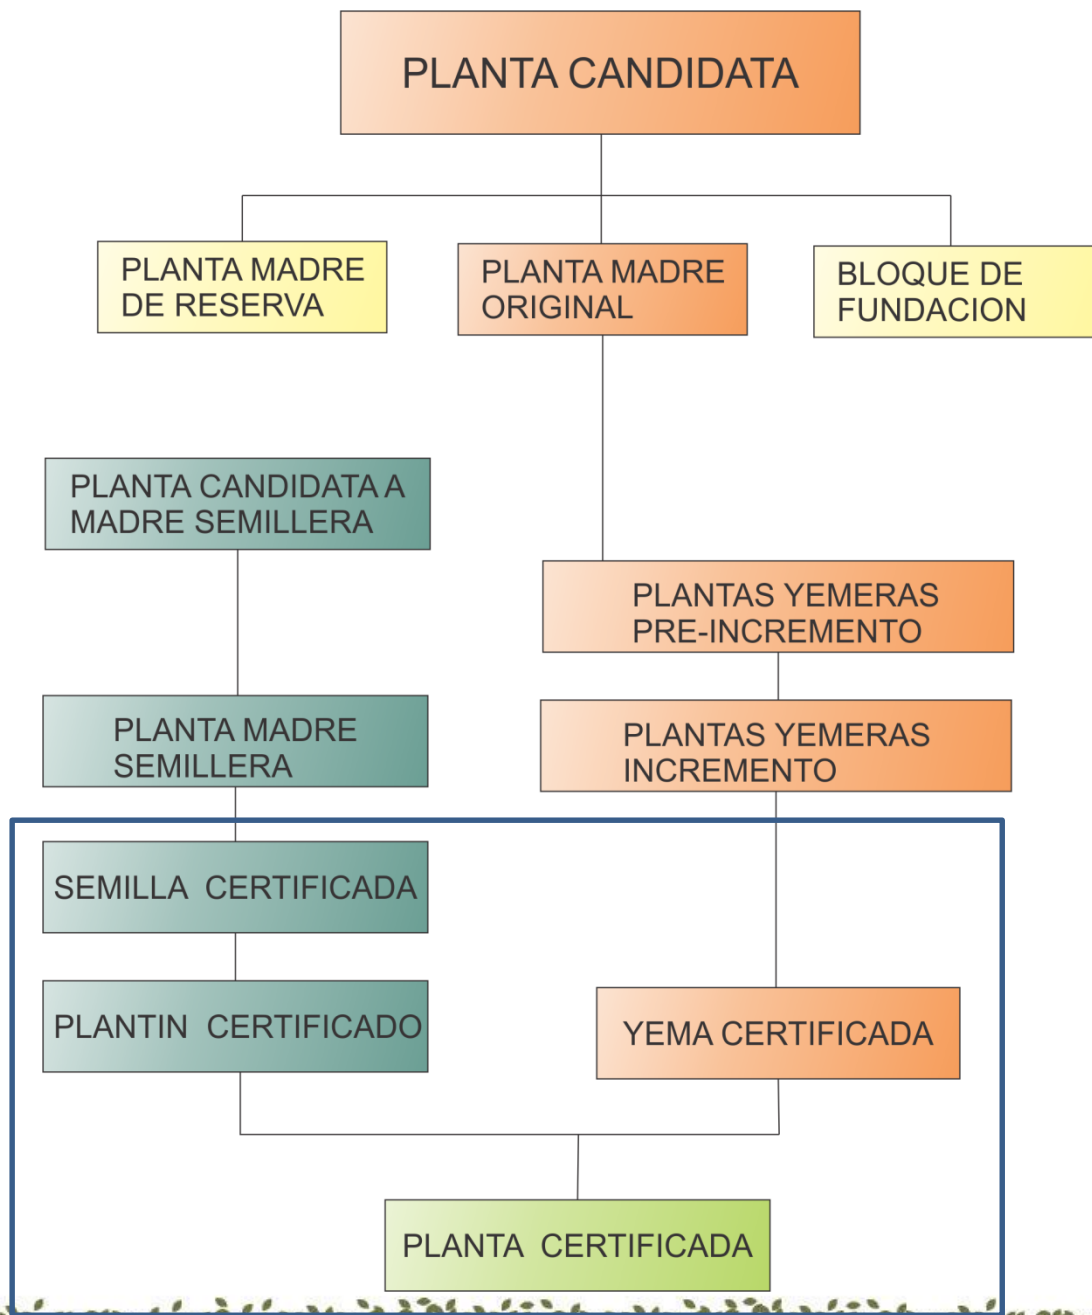 PLANTA CANDIDATA
PLANTA MADRE
DE RESERVA
PLANTA MADRE
ORIGINAL
BLOQUE DE
FUNDACION
PLANTA CANDIDATA A
MADRE SEMILLERA
PLANTAS YEMERAS
PRE-INCREMENTO
PLANTA MADRE
SEMILLERA
PLANTAS YEMERAS
INCREMENTO
SEMILLA CERTIFICADA
PLANTIN CERTIFICADO
YEMA CERTIFICADA
PLANTA CERTIFICADA